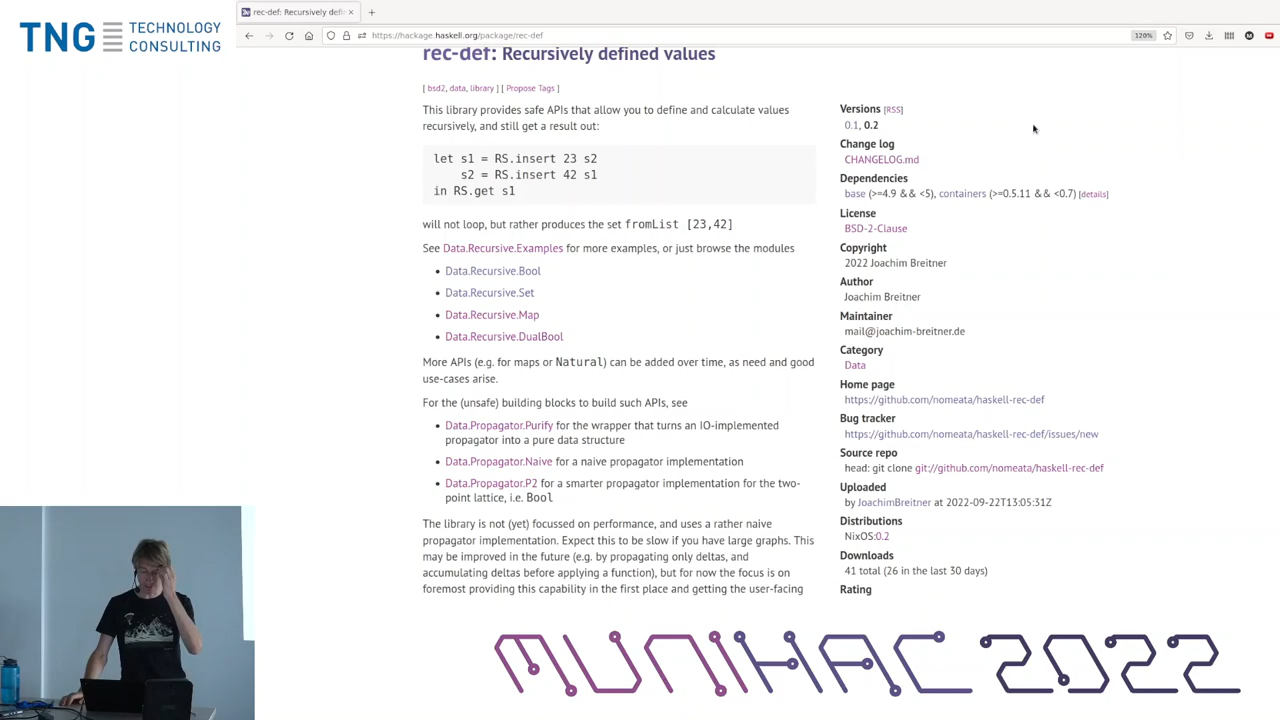 TNG TECHNOLOGY
CONSULTING
rec-def: Recursively defin
https://hackage.haskell.org/package/rec-def
120%
rec-def: Recursively defined values
[ bsd2, data, library ] [ Propose Tags ]
This library provides safe APIs that allow you to define and calculate values
recursively, and still get a result out:
let s1 = RS.insert 23 s2
s2 = RS.insert 42 s1
in RS.get s1
will not loop, but rather produces the set fromList [23,42]
See Data.Recursive.Examples for more examples, or just browse the modules
• Data.Recursive.Bool
• Data.Recursive.Set
• Data.Recursive.Map
• Data.Recursive.DualBool
More APIs (e.g. for maps or Natural) can be added over time, as need and good
use-cases arise.
For the (unsafe) building blocks to build such APIs, see
• Data.Propagator.Purify for the wrapper that turns an IO-implemented
propagator into a pure data structure
• Data.Propagator.Naive for a naive propagator implementation
• Data.Propagator.P2 for a smarter propagator implementation for the two-
point lattice, i.e. Bool
The library is not (yet) focussed on performance, and uses a rather naive
propagator implementation. Expect this to be slow if you have large graphs. This
may be improved in the future (e.g. by propagating only deltas, and
accumulating deltas before applying a function), but for now the focus is on
foremost providing this capability in the first place and getting the user-facing
Versions [RSS]
0.1, 0.2
Change log
CHANGELOG.md
Dependencies
base (>=4.9 && <5), containers (>=0.5.11 && <0.7) [details]
License
BSD-2-Clause
Copyright
2022 Joachim Breitner
Author
Joachim Breitner
Maintainer
mail@joachim-breitner.de
Category
Data
Home page
https://github.com/nomeata/haskell-rec-def
Bug tracker
https://github.com/nomeata/haskell-rec-def/issues/new
Source repo
head: git clone git://github.com/nomeata/haskell-rec-def
Uploaded
by JoachimBreitner at 2022-09-22T13:05:31Z
Distributions
NixOS:0.2
Downloads
41 total (26 in the last 30 days)
Rating
MUNIHAC 2022